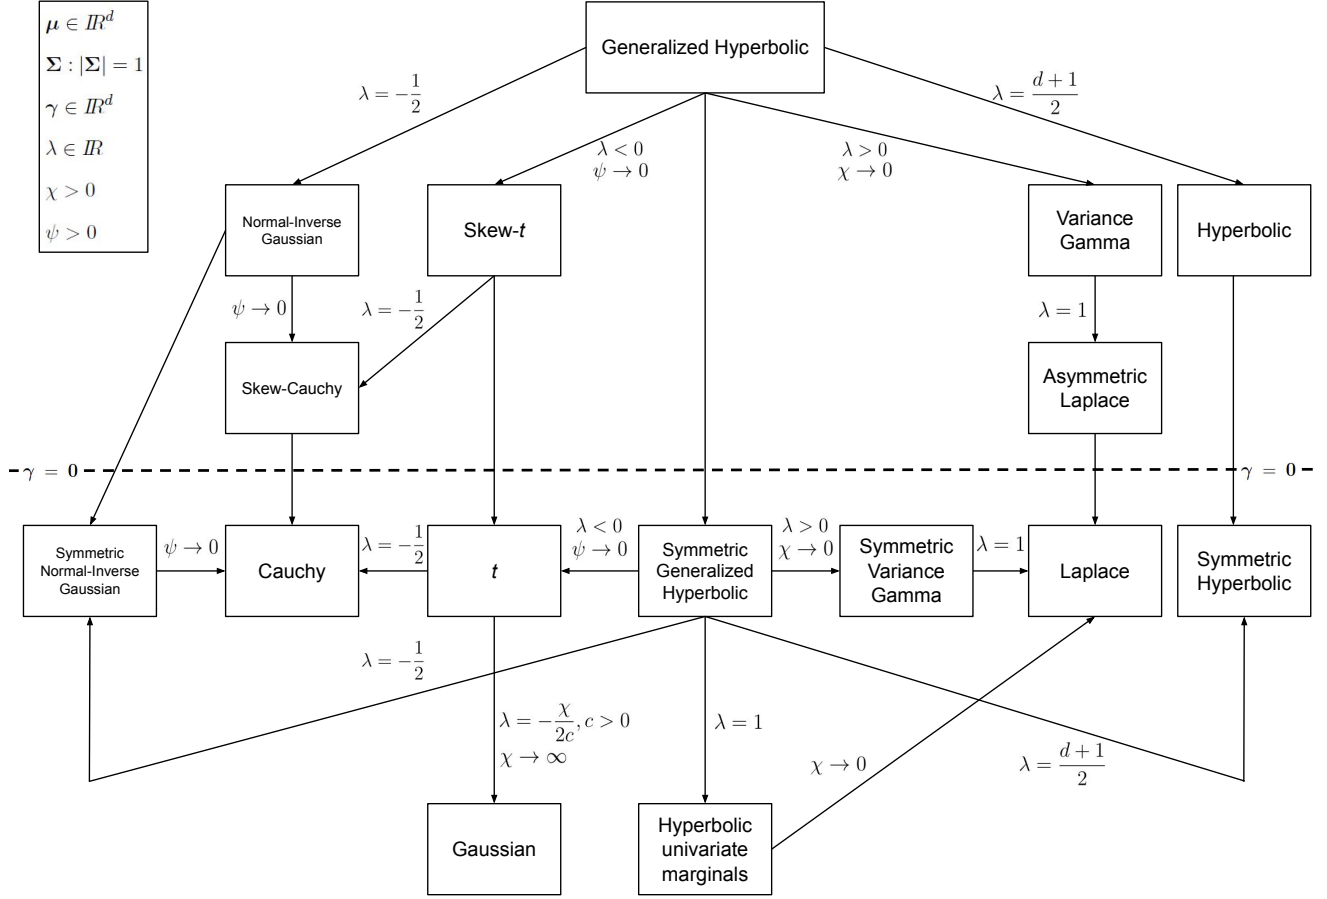 μ ∈ IR^d
Σ : |Σ| = 1
γ ∈ IR^d
λ ∈ IR
χ > 0
ψ > 0
Generalized Hyperbolic
λ = −1/2
λ < 0
ψ → 0
λ > 0
χ → 0
λ = (d + 1)/2
Normal-Inverse
Gaussian
Skew-t
Variance
Gamma
Hyperbolic
ψ → 0
λ = −1/2
λ = 1
Skew-Cauchy
Asymmetric
Laplace
γ = 0
γ = 0
Symmetric
Normal-Inverse
Gaussian
ψ → 0
Cauchy
λ = −1/2
t
λ < 0
ψ → 0
Symmetric
Generalized
Hyperbolic
λ > 0
χ → 0
Symmetric
Variance
Gamma
λ = 1
Laplace
Symmetric
Hyperbolic
λ = −1/2
λ = −χ/2c, c > 0
χ → ∞
λ = 1
χ → 0
λ = (d + 1)/2
Gaussian
Hyperbolic
univariate
marginals